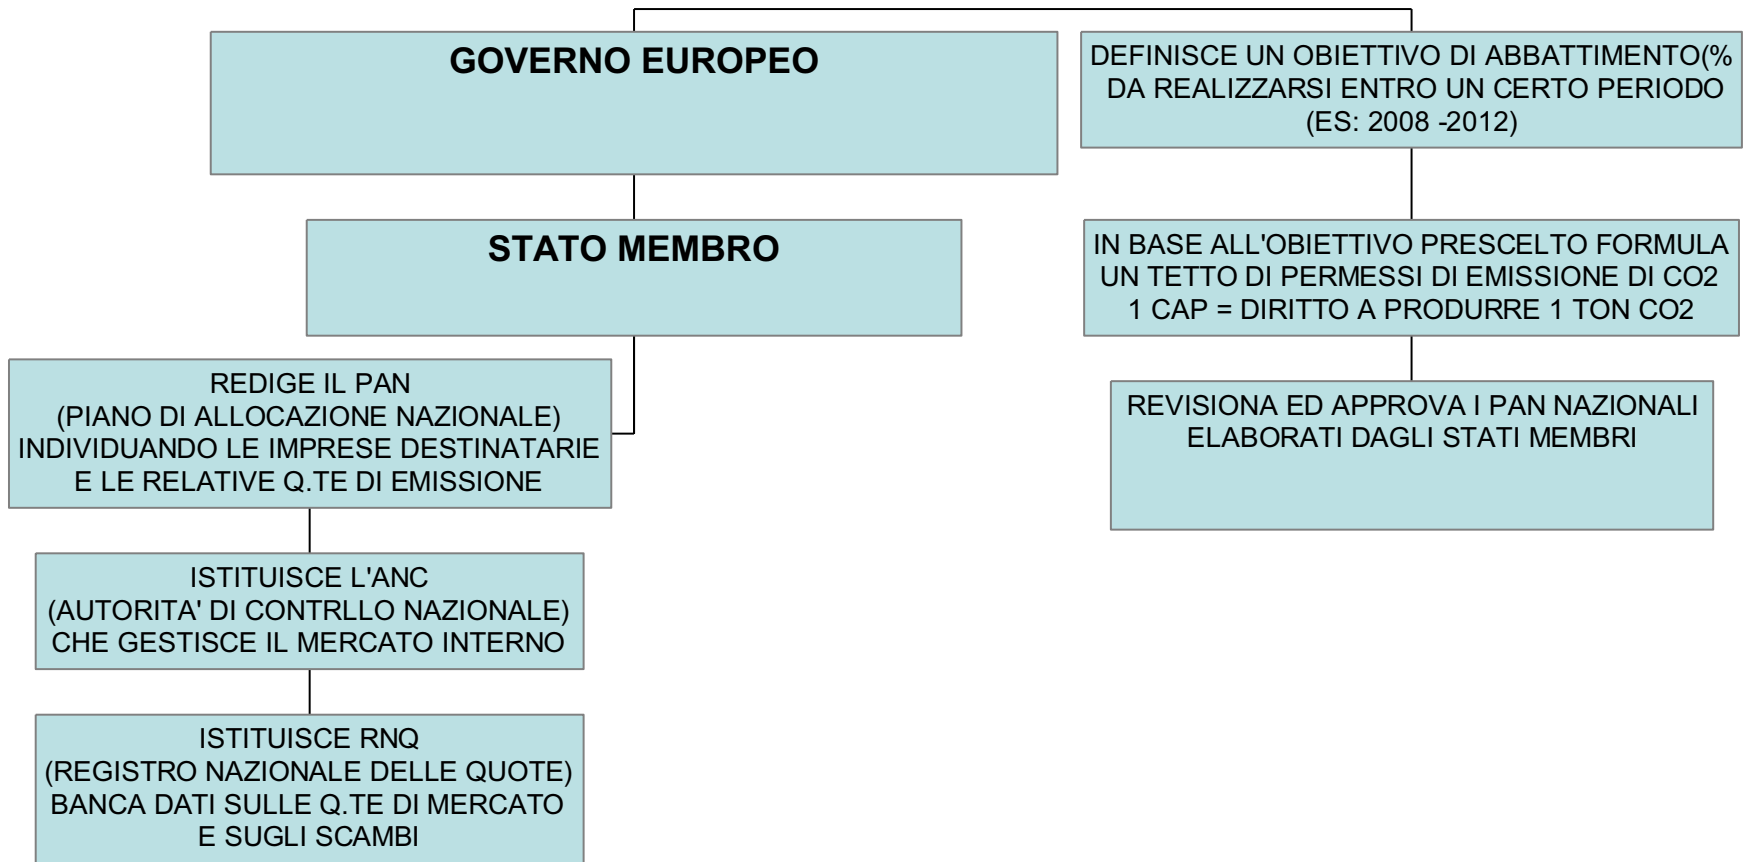 GOVERNO EUROPEO
DEFINISCE UN OBIETTIVO DI ABBATTIMENTO(%
DA REALIZZARSI ENTRO UN CERTO PERIODO
(ES: 2008 -2012)
STATO MEMBRO
IN BASE ALL'OBIETTIVO PRESCELTO FORMULA
UN TETTO DI PERMESSI DI EMISSIONE DI CO2
1 CAP = DIRITTO A PRODURRE 1 TON CO2
REDIGE IL PAN
(PIANO DI ALLOCAZIONE NAZIONALE)
INDIVIDUANDO LE IMPRESE DESTINATARIE
E LE RELATIVE Q.TE DI EMISSIONE
REVISIONA ED APPROVA I PAN NAZIONALI
ELABORATI DAGLI STATI MEMBRI
ISTITUISCE L'ANC
(AUTORITA' DI CONTRLLO NAZIONALE)
CHE GESTISCE IL MERCATO INTERNO
ISTITUISCE RNQ
(REGISTRO NAZIONALE DELLE QUOTE)
BANCA DATI SULLE Q.TE DI MERCATO
E SUGLI SCAMBI